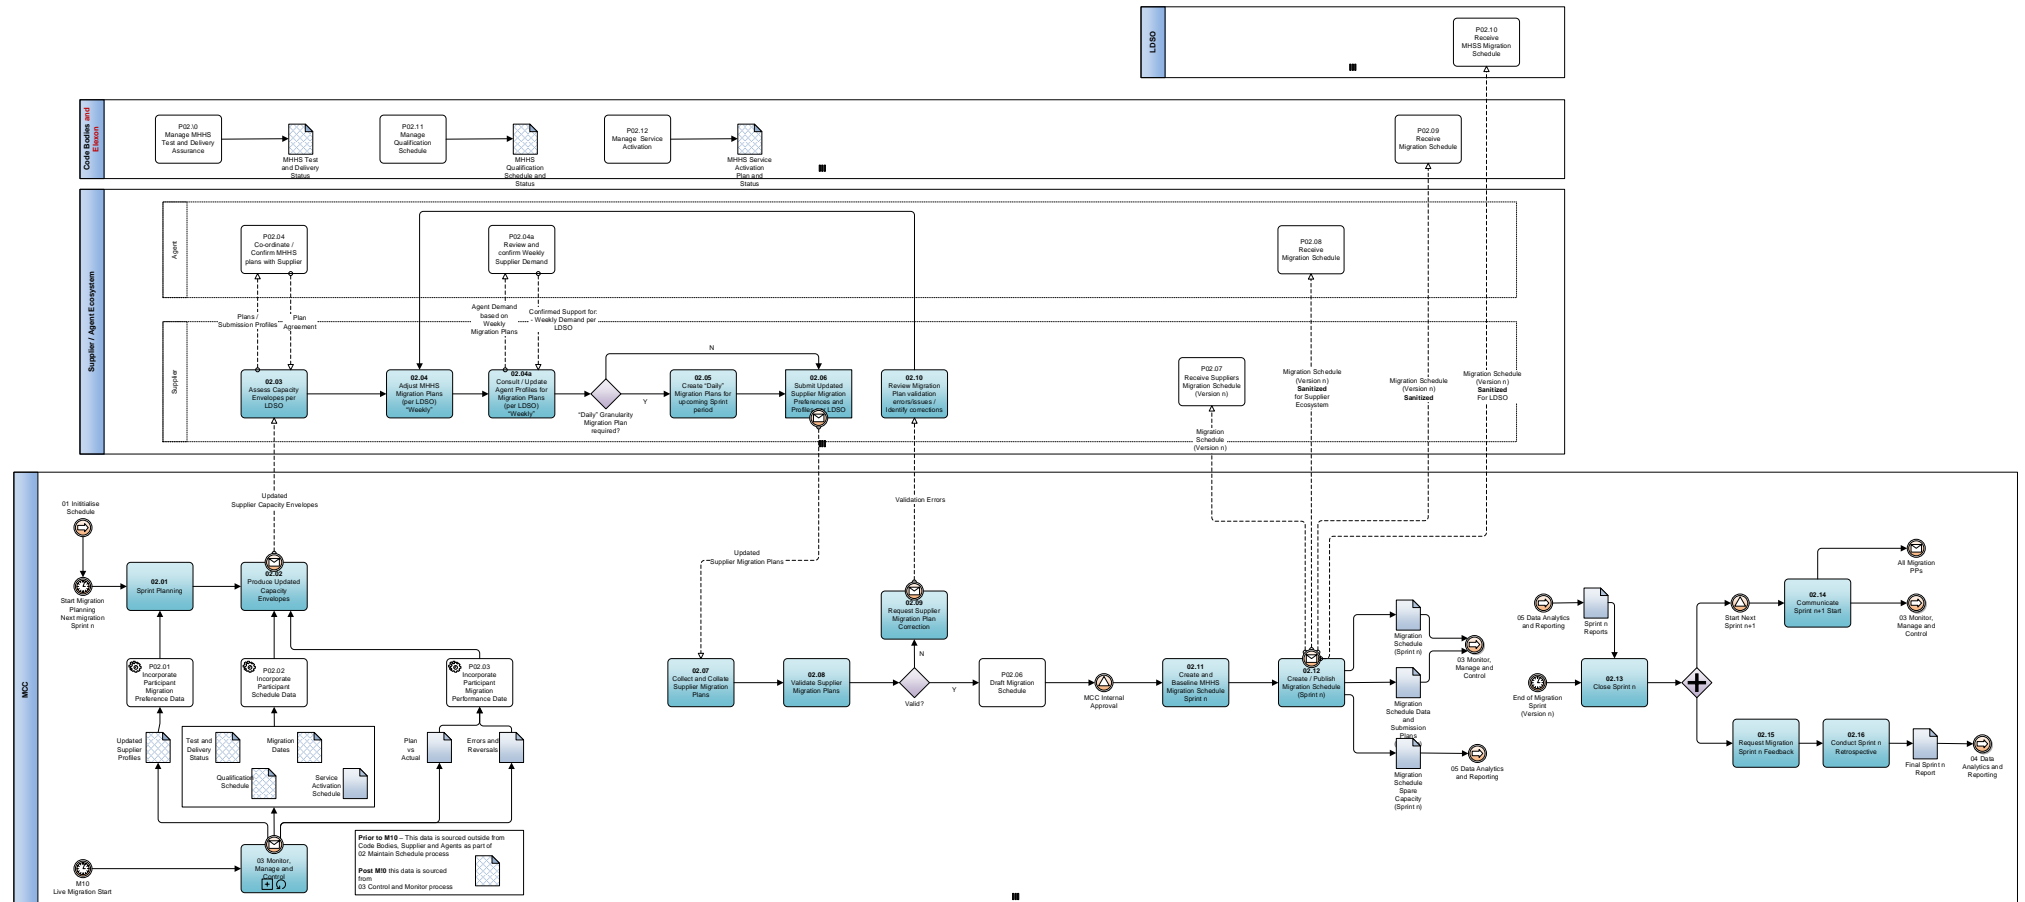 LDSO
P02.10
Receive
MHSS Migration
Schedule
Code Bodies and
Elexon
P02.\0
Manage MHHS
Test and Delivery
Assurance
MHHS Test
and Delivery
Status
P02.11
Manage
Qualification
Schedule
MHHS
Qualification
Schedule and
Status
P02.12
Manage Service
Activation
MHHS Service
Activation
Plan and
Status
P02.09
Receive
Migration Schedule
Supplier / Agent Ecosystem
Agent
P02.04
Co-ordinate /
Confirm MHHS
plans with Supplier
P02.04a
Review and
confirm Weekly
Supplier Demand
P02.08
Receive
Migration Schedule
Plans /
Submission Profiles
Plan
Agreement
Agent Demand
based on
Weekly
Migration Plans
Confirmed Support for:
- Weekly Demand per
LDSO
Supplier
02.03
Assess Capacity
Envelopes per
LDSO
02.04
Adjust MHHS
Migration Plans
(per LDSO)
"Weekly"
02.04a
Consult / Update
Agent Profiles for
Migration Plans
(per LDSO)
"Weekly"
"Daily" Granularity
Migration Plan
required?
N
Y
02.05
Create "Daily"
Migration Plans for
upcoming Sprint
period
02.06
Submit Updated
Supplier Migration
Preferences and
Profiles per LDSO
02.10
Review Migration
Plan validation
errors/issues /
Identify corrections
P02.07
Receive Suppliers
Migration Schedule
(Version n)
Migration
Schedule
(Version n)
Migration Schedule
(Version n)
Sanitized
for Supplier
Ecosystem
Migration Schedule
(Version n)
Sanitized
Migration Schedule
(Version n)
Sanitized
For LDSO
MCC
01 Inititialise
Schedule
Start Migration
Planning
Next migration
Sprint n
02.01
Sprint Planning
Updated
Supplier Capacity Envelopes
02.02
Produce Updated
Capacity
Envelopes
P02.01
Incorporate
Participant
Migration
Preference Data
P02.02
Incorporate
Participant
Schedule Data
P02.03
Incorporate
Participant
Migration
Performance Data
Updated
Supplier
Profiles
Test and
Delivery
Status
Migration
Dates
Qualification
Schedule
Service
Activation
Schedule
Plan
vs
Actual
Errors and
Reversals
M10
Live Migration Start
03 Monitor,
Manage and
Control
Prior to M10 – This data is sourced outside from
Code Bodies, Supplier and Agents as part of
02 Maintain Schedule process
Post M!0 this data is sourced
from
03 Control and Monitor process
Updated
Supplier Migration Plans
Validation Errors
02.07
Collect and Collate
Supplier Migration
Plans
02.08
Validate Supplier
Migration Plans
02.09
Request Supplier
Migration Plan
Correction
N
Y
Valid?
P02.06
Draft Migration
Schedule
MCC Internal
Approval
02.11
Create and
Baseline MHHS
Migration Schedule
Sprint n
02.12
Create / Publish
Migration Schedule
(Sprint n)
Migration
Schedule
(Sprint n)
Migration
Schedule Data
and
Submission
Plans
Migration
Schedule
Spare
Capacity
(Sprint n)
03 Monitor,
Manage and
Control
05 Data Analytics
and Reporting
05 Data Analytics
and Reporting
Sprint n
Reports
End of Migration
Sprint
(Version n)
02.13
Close Sprint n
Start Next
Sprint n+1
02.14
Communicate
Sprint n+1 Start
All Migration
PPs
03 Monitor,
Manage and
Control
02.15
Request Migration
Sprint n Feedback
02.16
Conduct Sprint n
Retrospective
Final Sprint n
Report
04 Data
Analytics and
Reporting